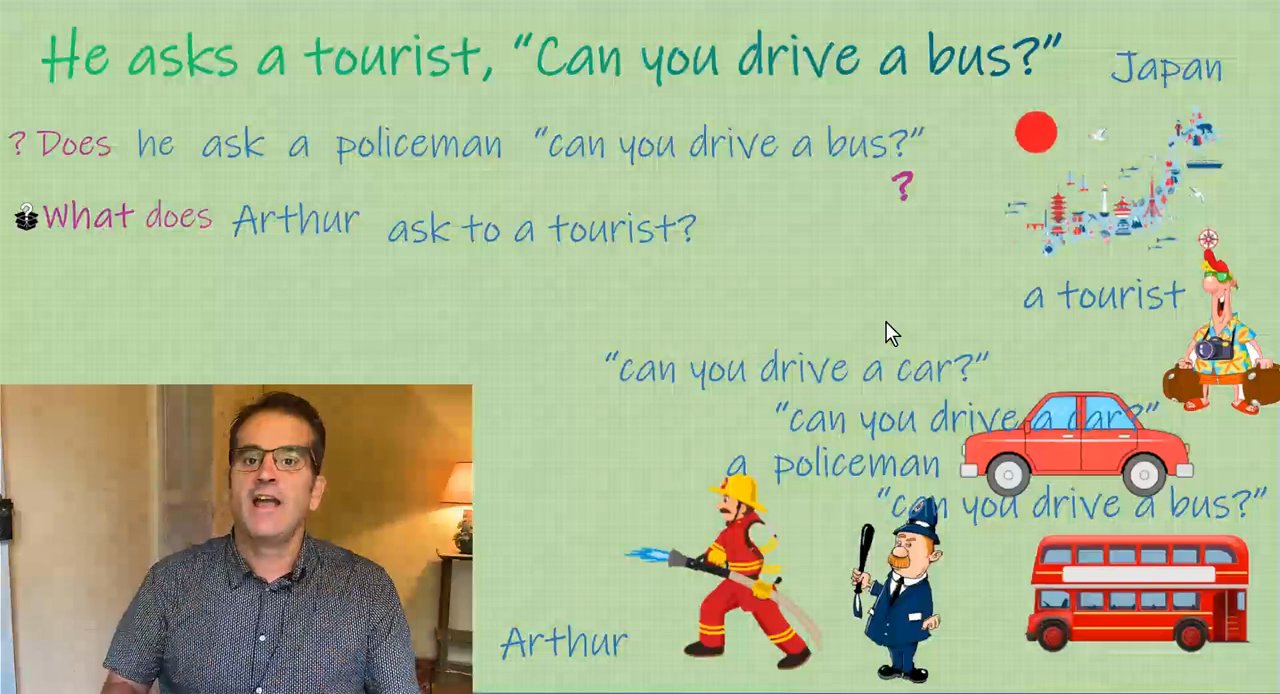 He asks a tourist, “Can you drive a bus?”
Japan
? Does he ask a policeman “can you drive a bus?”
?
What does Arthur ask to a tourist?
a tourist
“can you drive a car?”
“can you drive a car?”
a policeman
“can you drive a bus?”
Arthur